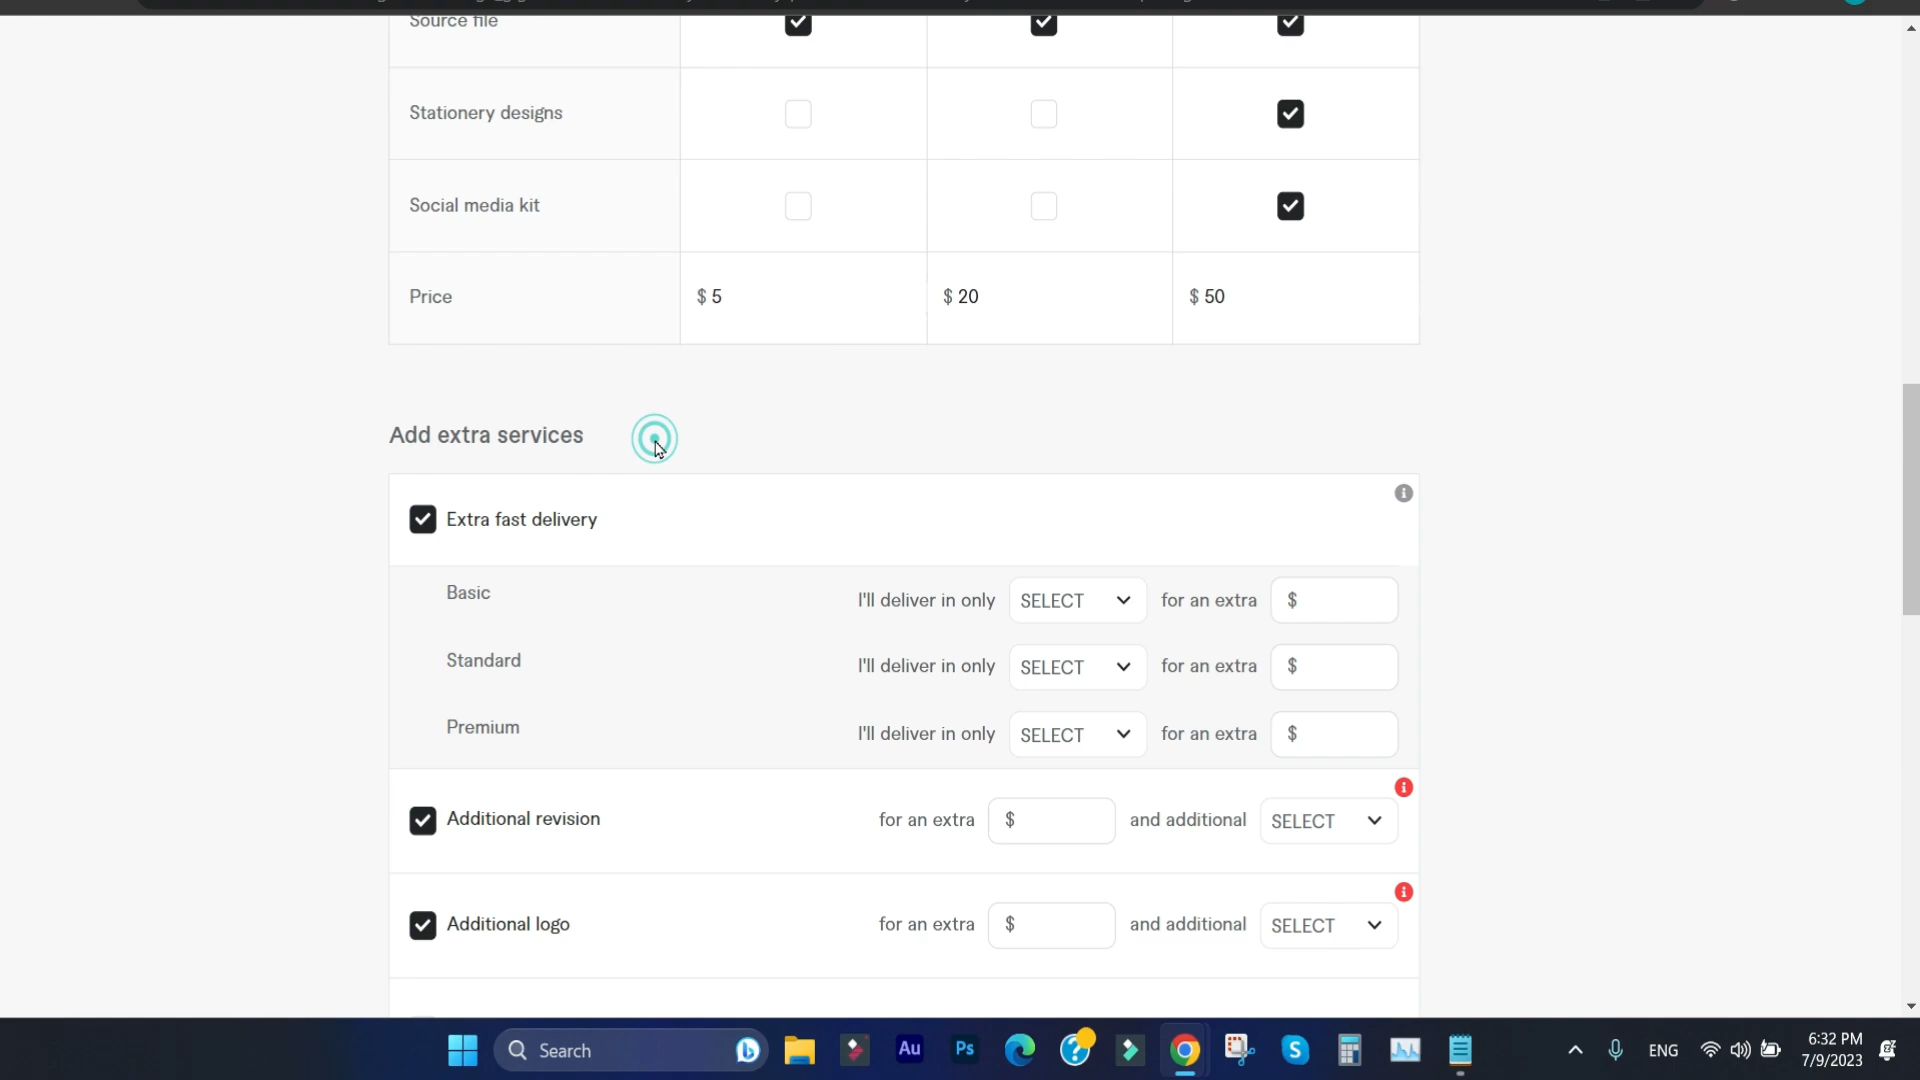 Source file
Stationery designs
Social media kit
Price $ 5 $ 20 $ 50
Add extra services
Extra fast delivery
Basic I'll deliver in only SELECT for an extra $
Standard I'll deliver in only SELECT for an extra $
Premium I'll deliver in only SELECT for an extra $
Additional revision for an extra $ and additional SELECT
Additional logo for an extra $ and additional SELECT
Search Au Ps S ENG 6:32 PM
7/9/2023